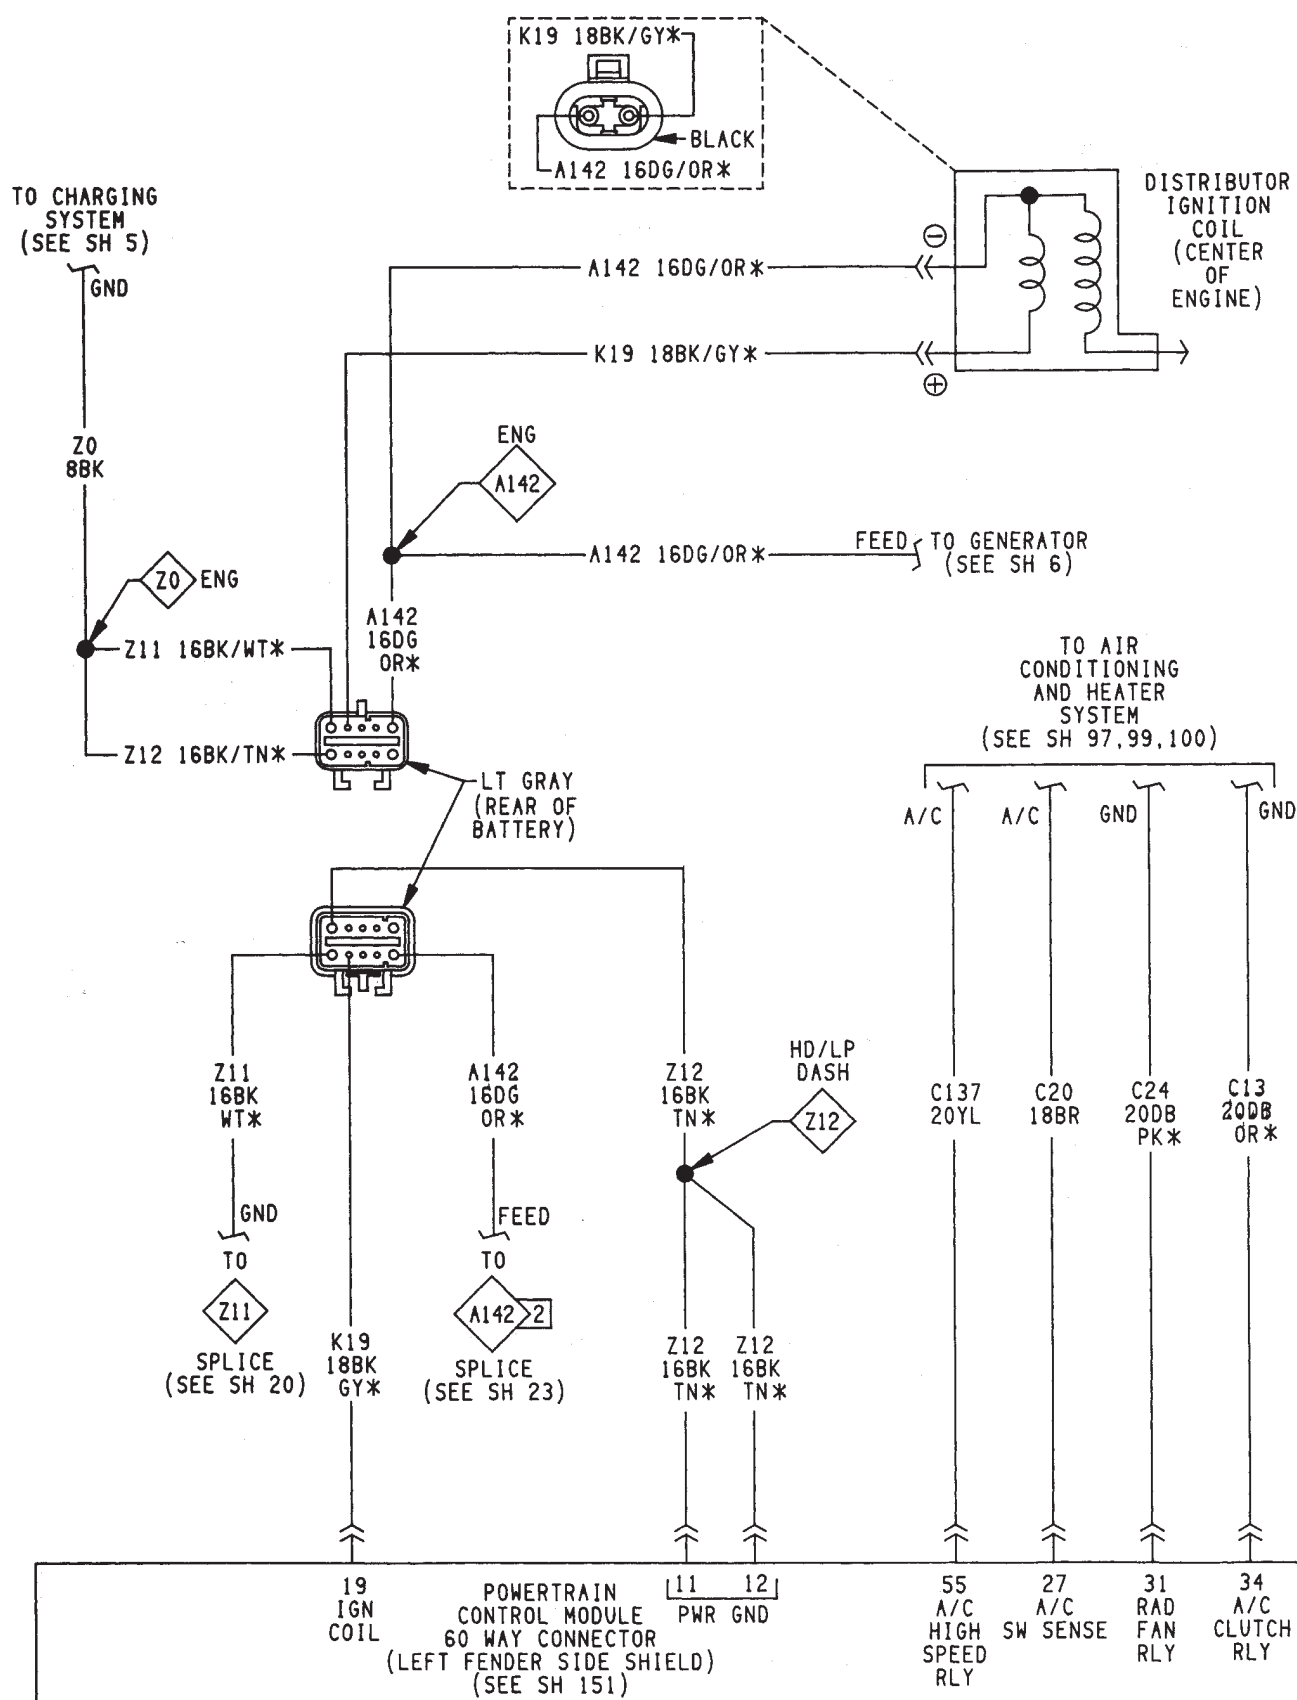 K19 18BK/GY*
BLACK
A142 16DG/OR*
TO CHARGING
SYSTEM
(SEE SH 5)
GND
DISTRIBUTOR
IGNITION
COIL
(CENTER
OF
ENGINE)
-
A142 16DG/OR*
K19 18BK/GY*
+
Z0
8BK
ENG
A142
A142 16DG/OR*
FEED
TO GENERATOR
(SEE SH 6)
Z0
ENG
A142
16DG
OR*
Z11 16BK/WT*
Z12 16BK/TN*
LT GRAY
(REAR OF
BATTERY)
TO AIR
CONDITIONING
AND HEATER
SYSTEM
(SEE SH 97,99,100)
A/C
A/C
GND
GND
Z11
16BK
WT*
A142
16DG
OR*
Z12
16BK
TN*
HD/LP
DASH
Z12
C137
20YL
C20
18BR
C24
20DB
PK*
C13
20DB
OR*
GND
TO
Z11
SPLICE
(SEE SH 20)
FEED
TO
A142 2
SPLICE
(SEE SH 23)
K19
18BK
GY*
Z12
16BK
TN*
Z12
16BK
TN*
19
IGN
COIL
POWERTRAIN
CONTROL MODULE
60 WAY CONNECTOR
(LEFT FENDER SIDE SHIELD)
(SEE SH 151)
11 12
PWR GND
55
A/C
HIGH
SPEED
RLY
27
A/C
SW SENSE
31
RAD
FAN
RLY
34
A/C
CLUTCH
RLY